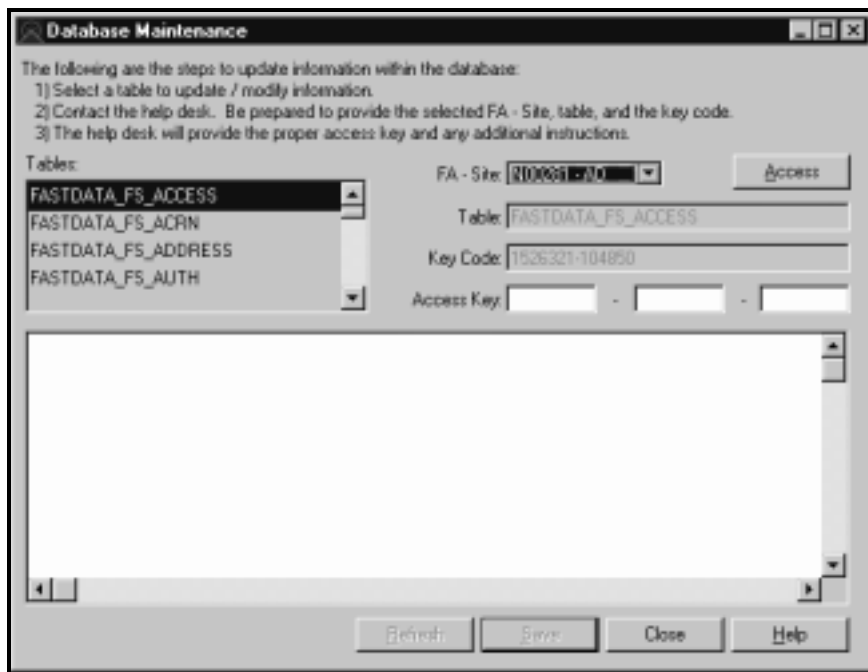 Database Maintenance
The following are the steps to update information within the database:
1) Select a table to update / modify information.
2) Contact the help desk. Be prepared to provide the selected FA - Site, table, and the key code.
3) The help desk will provide the proper access key and any additional instructions.
Tables:
FASTDATA_FS_ACCESS
FASTDATA_FS_ACRN
FASTDATA_FS_ADDRESS
FASTDATA_FS_AUTH
FA - Site:
Access
Table: FASTDATA_FS_ACCESS
Key Code: 1526321-104850
Access Key: - -
Refresh Save Close Help